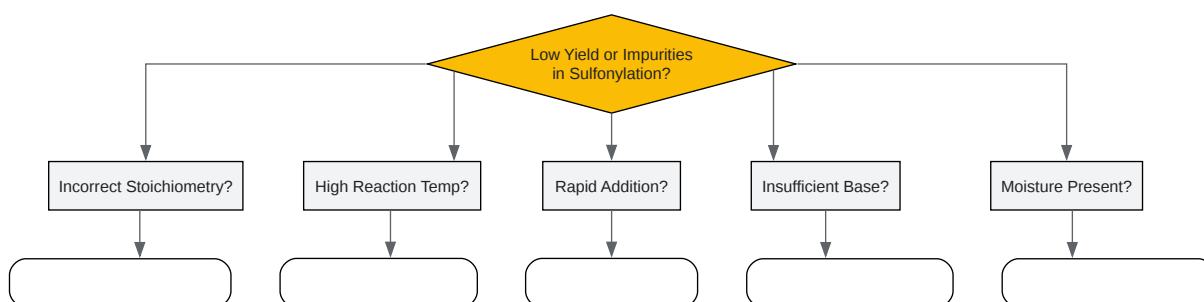 Low Yield or Impurities
in Sulfonylation?
Incorrect Stoichiometry?
High Reaction Temp?
Rapid Addition?
Insufficient Base?
Moisture Present?